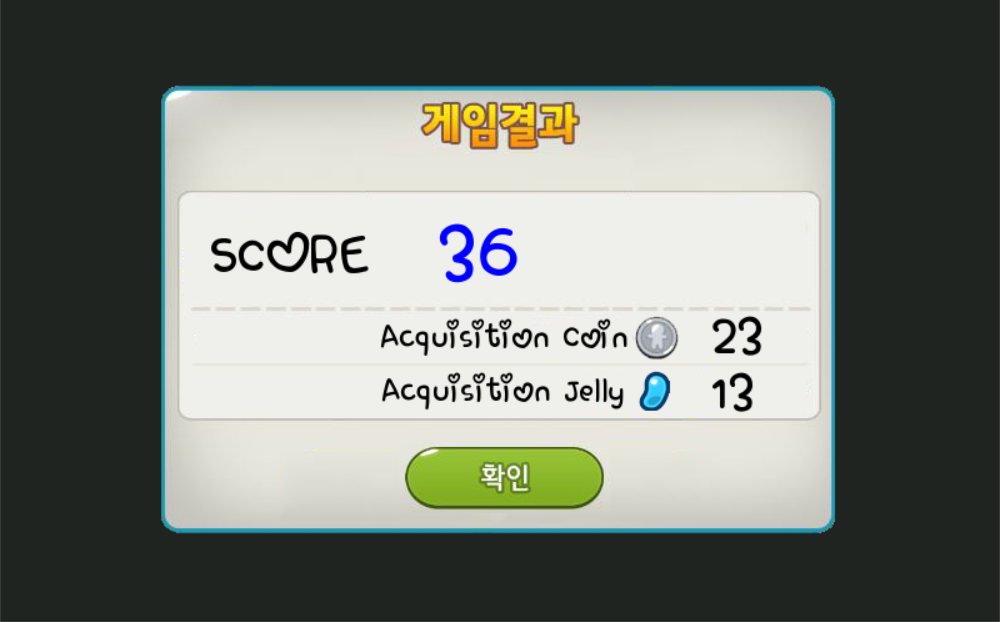 게임결과
SCORE 36
Acquisition Coin 23
Acquisition Jelly 13
확인